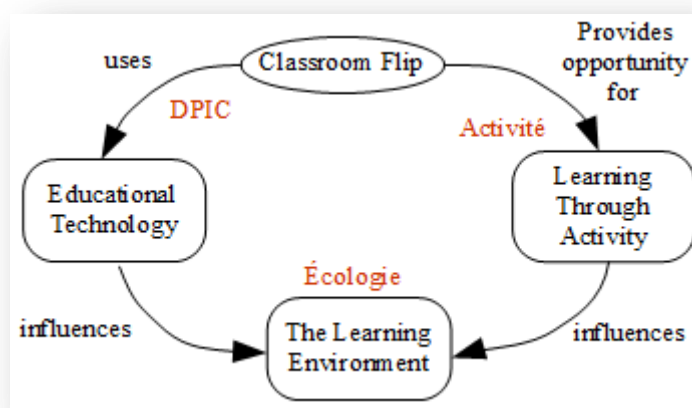 Classroom Flip
uses
Provides
opportunity
for
DPIC
Activité
Educational
Technology
Learning
Through
Activity
Écologie
influences
The Learning
Environment
influences